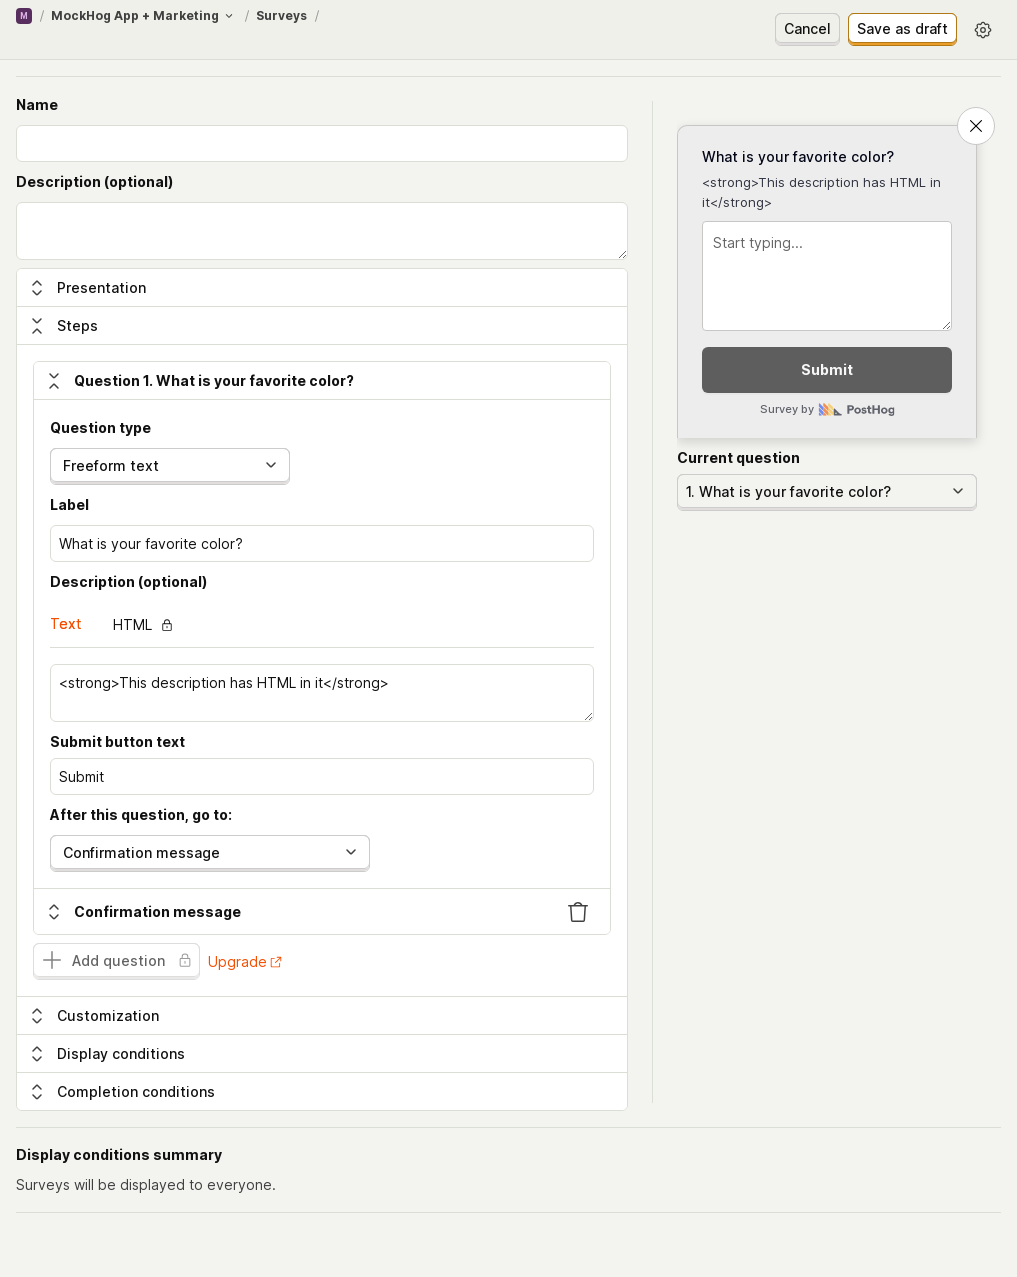 M / MockHog App + Marketing / Surveys /
Cancel
Save as draft
Name
Description (optional)
Presentation
Steps
Question 1. What is your favorite color?
Question type
Freeform text
Label
What is your favorite color?
Description (optional)
Text
HTML
<strong>This description has HTML in it</strong>
Submit button text
Submit
After this question, go to:
Confirmation message
Confirmation message
Add question
Upgrade
Customization
Display conditions
Completion conditions
What is your favorite color?
<strong>This description has HTML in
it</strong>
Start typing...
Submit
Survey by PostHog
Current question
1. What is your favorite color?
Display conditions summary
Surveys will be displayed to everyone.